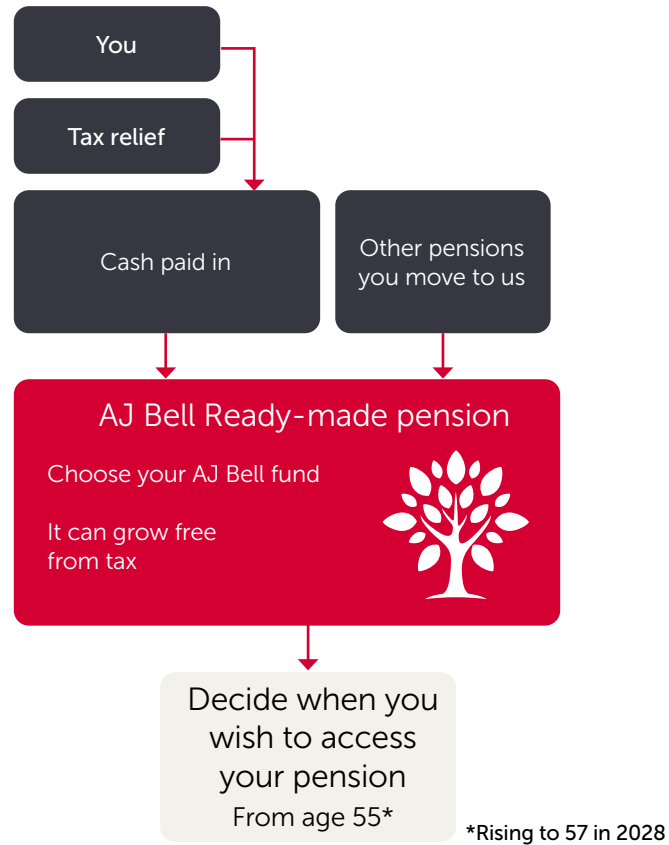 You
Tax relief
Cash paid in
Other pensions
you move to us
AJ Bell Ready-made pension
Choose your AJ Bell fund
It can grow free
from tax
Decide when you
wish to access
your pension
From age 55*
*Rising to 57 in 2028